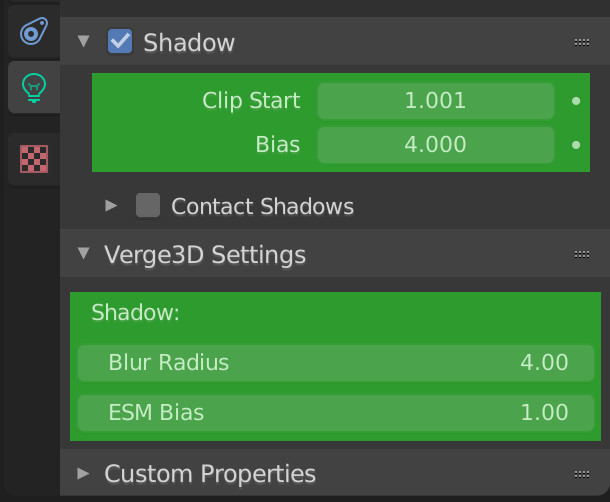 Shadow
Clip Start 1.001
Bias 4.000
Contact Shadows
Verge3D Settings
Shadow:
Blur Radius 4.00
ESM Bias 1.00
Custom Properties